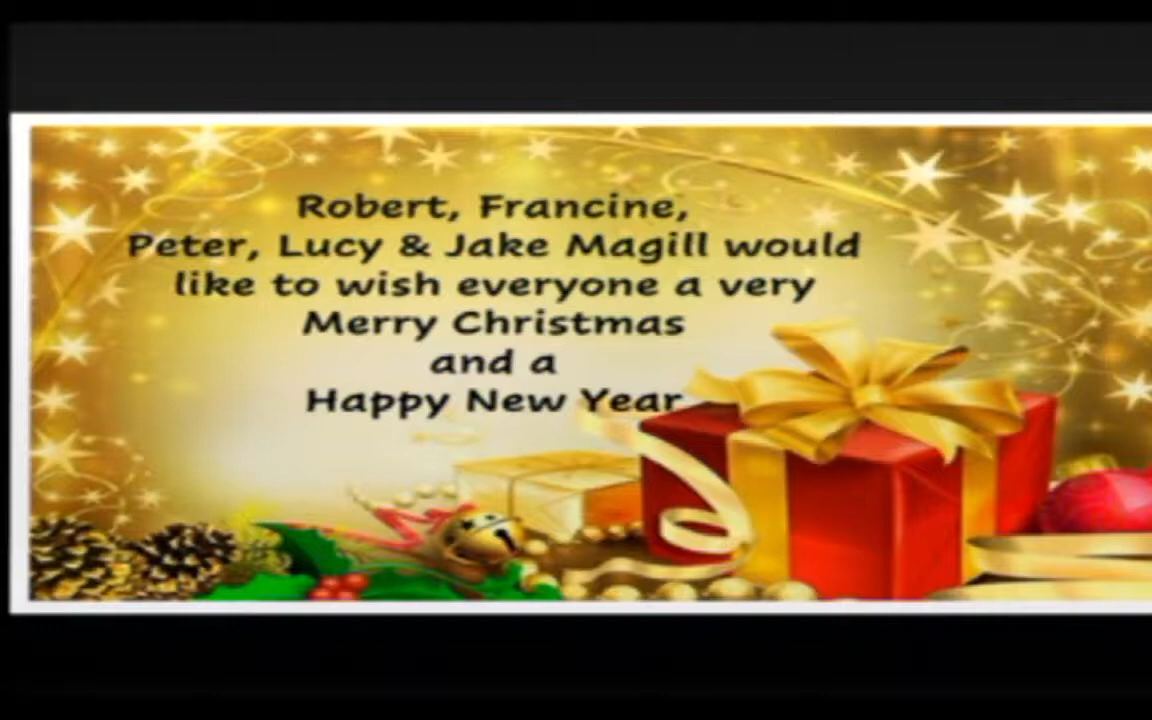 Robert, Francine,
Peter, Lucy & Jake Magill would
like to wish everyone a very
Merry Christmas
and a
Happy New Year